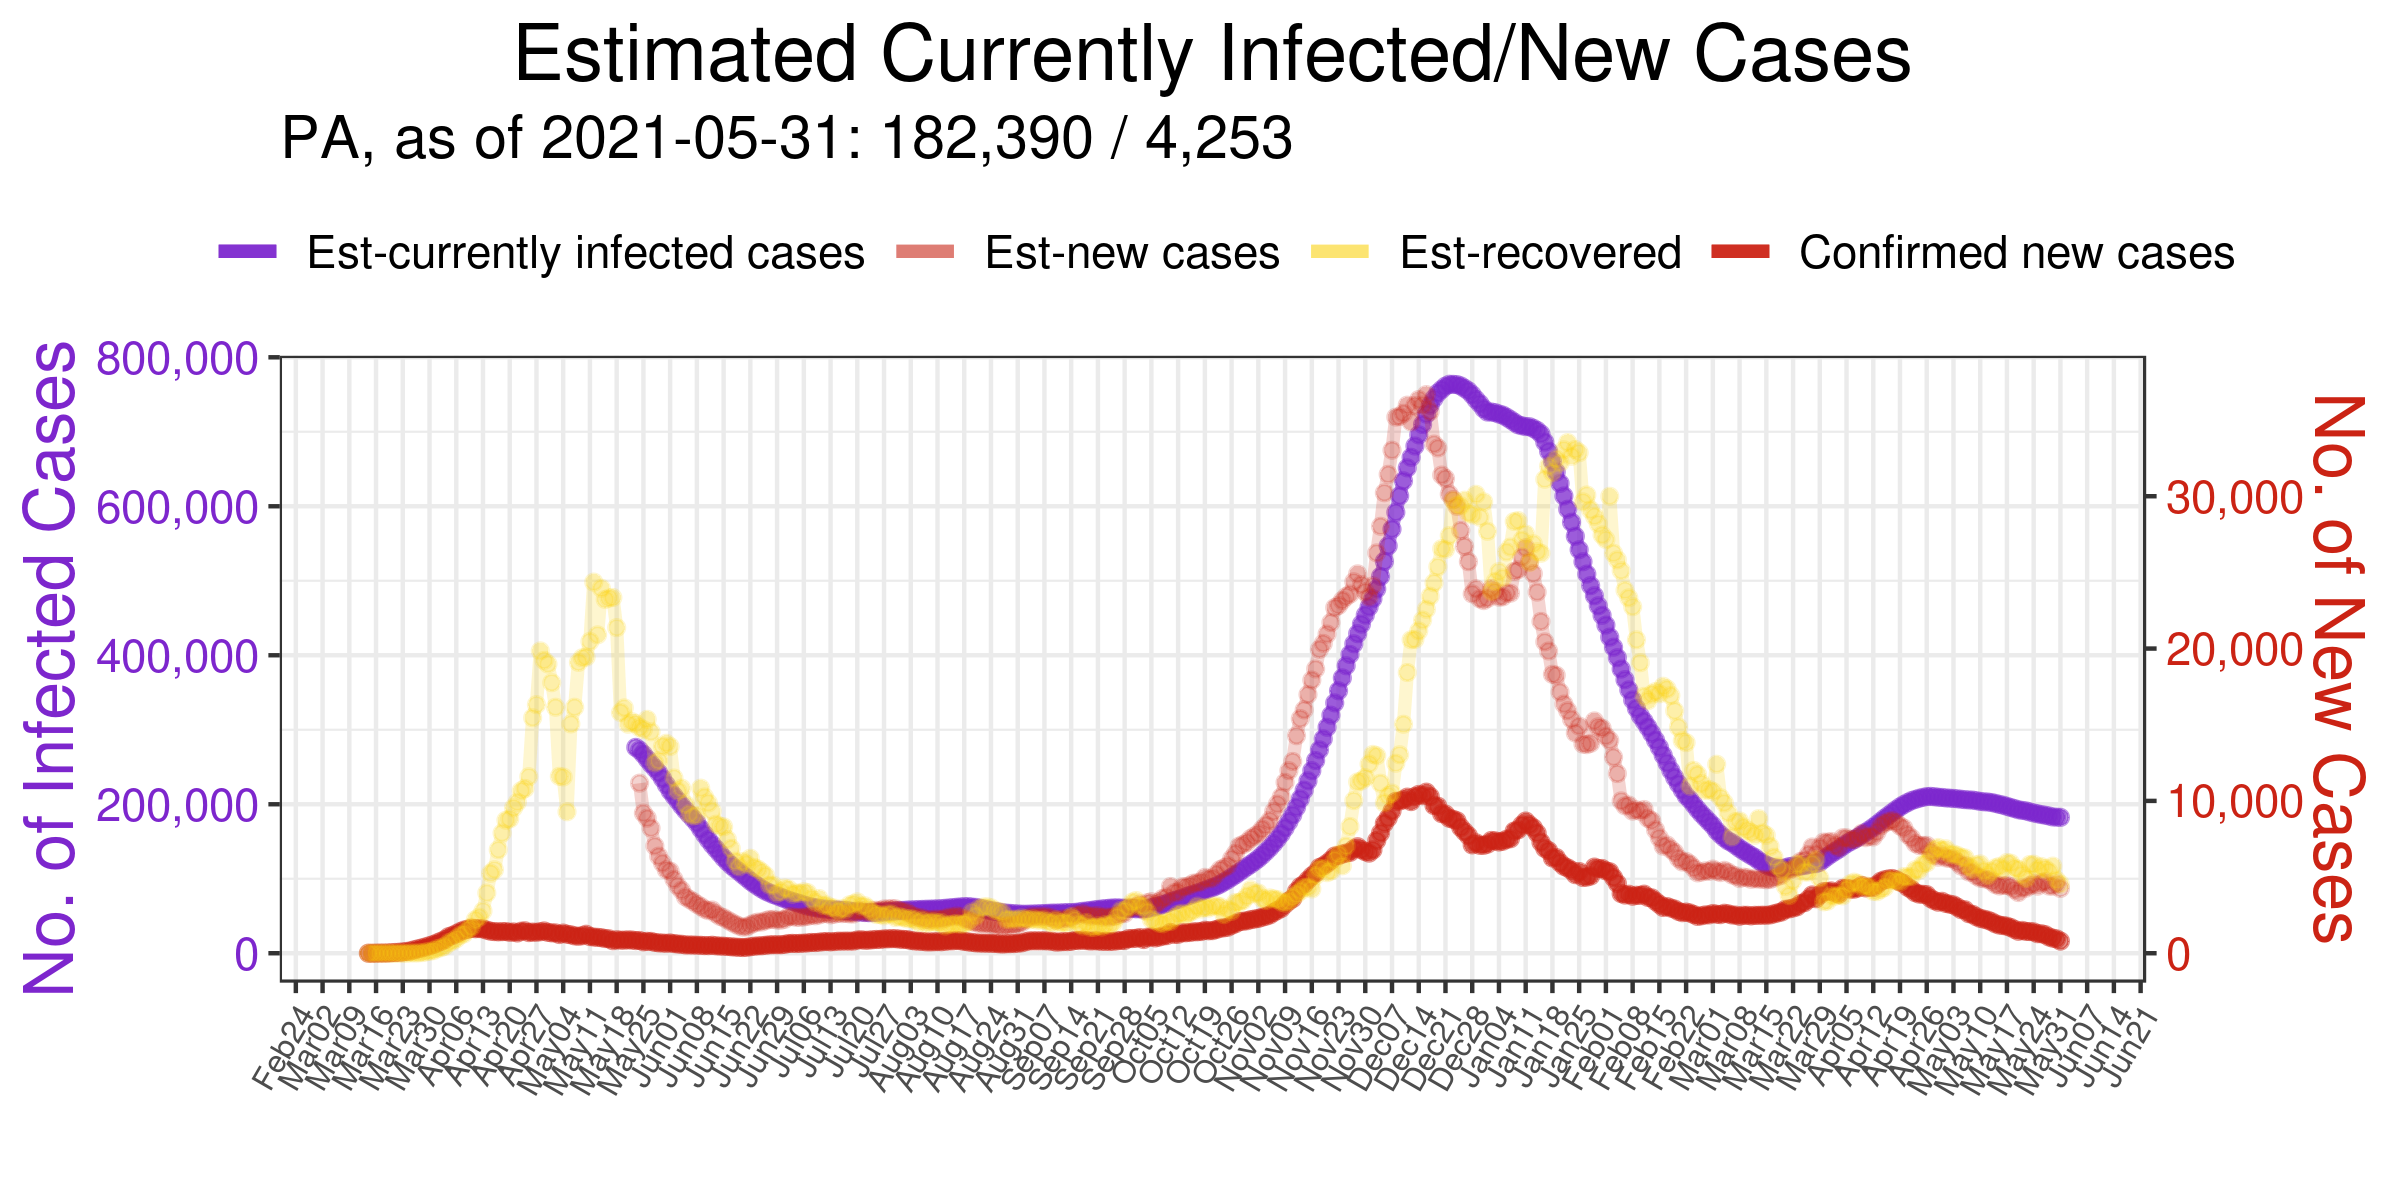 Estimated Currently Infected/New Cases
PA, as of 2021-05-31: 182,390 / 4,253
Est-currently infected cases Est-new cases Est-recovered Confirmed new cases
No. of Infected Cases
800,000
600,000
400,000
200,000
0
30,000
20,000
10,000
0
No. of New Cases
Feb24 Mar02 Mar09 Mar16 Mar23 Mar30 Apr06 Apr13 Apr20 Apr27 May04 May11 May18 May25 Jun01 Jun08 Jun15 Jun22 Jun29 Jul06 Jul13 Jul20 Jul27 Aug03 Aug10 Aug17 Aug24 Aug31 Sep07 Sep14 Sep21 Sep28 Oct05 Oct12 Oct19 Oct26 Nov02 Nov09 Nov16 Nov23 Nov30 Dec07 Dec14 Dec21 Dec28 Jan04 Jan11 Jan18 Jan25 Feb01 Feb08 Feb15 Feb22 Mar01 Mar08 Mar15 Mar22 Mar29 Apr05 Apr12 Apr19 Apr26 May03 May10 May17 May24 May31 Jun07 Jun14 Jun21